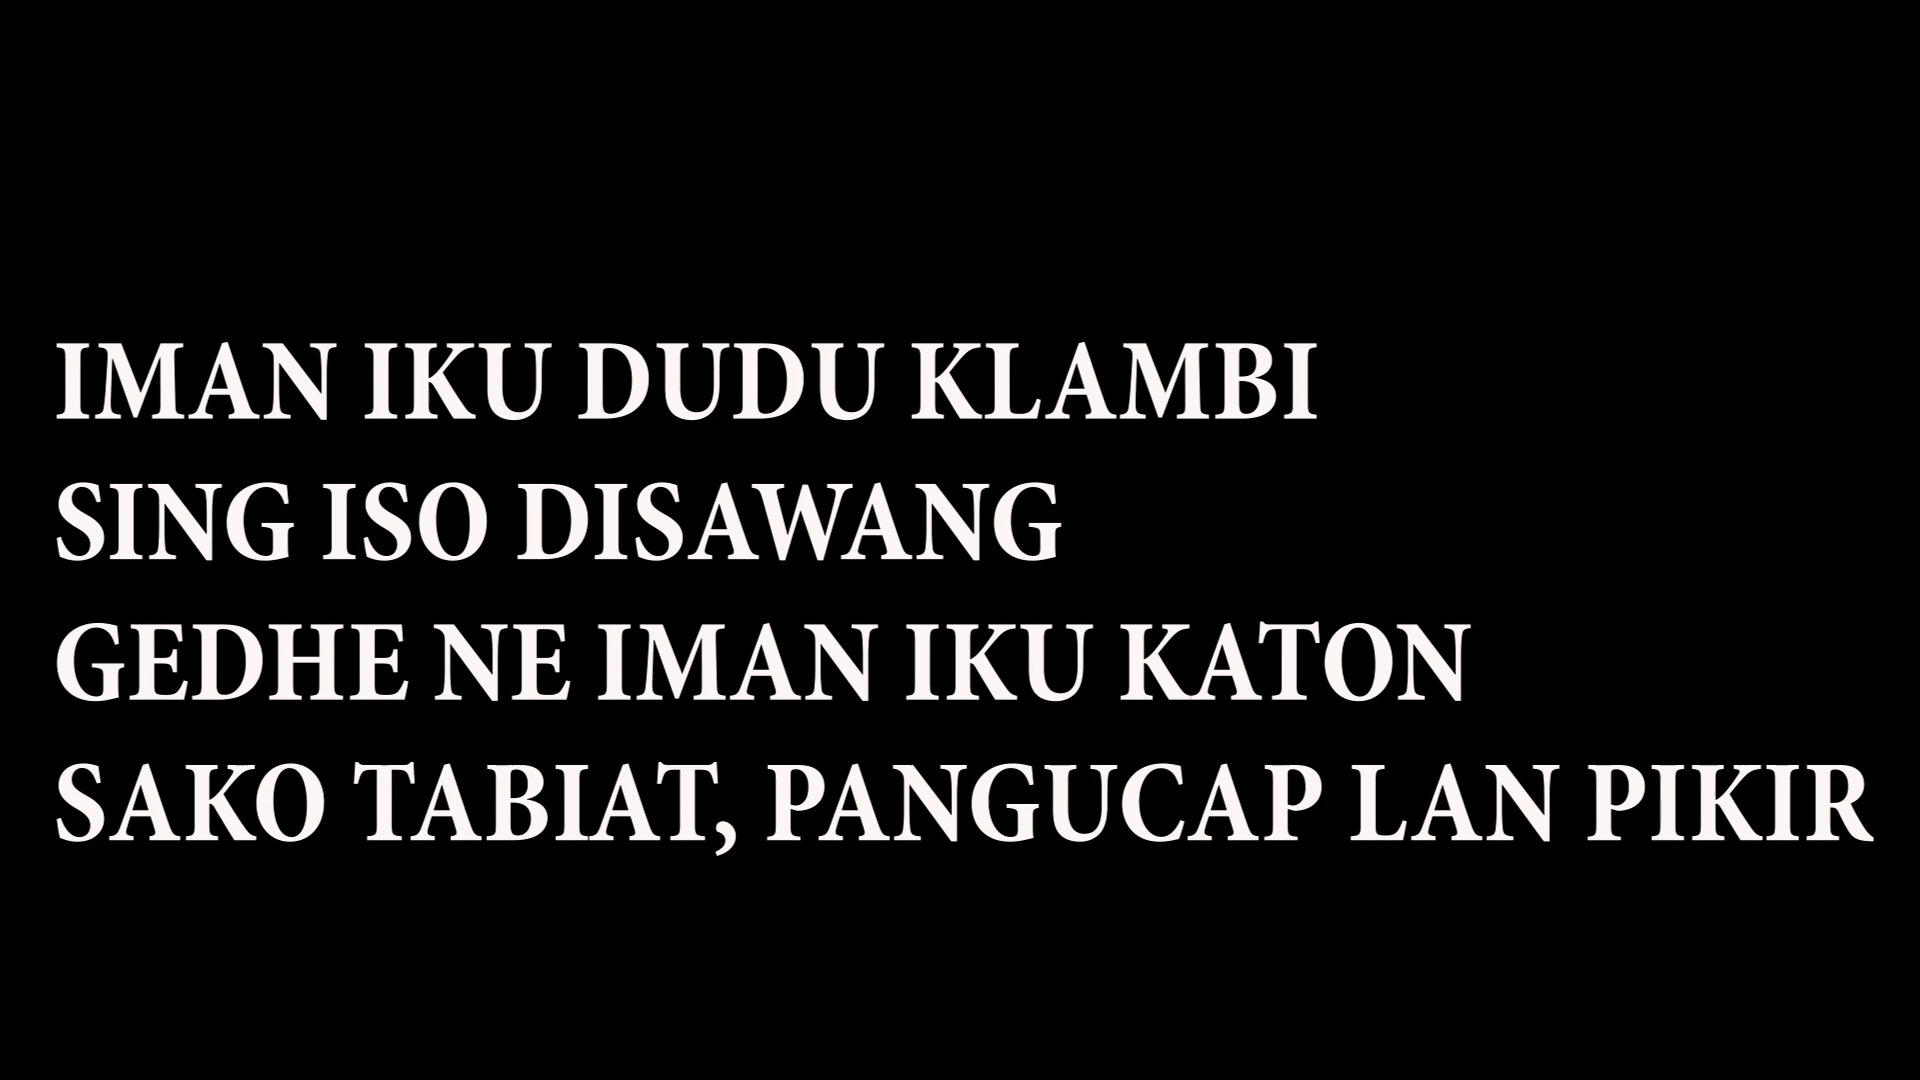 IMAN IKU DUDU KLAMBI
SING ISO DISAWANG
GEDHE NE IMAN IKU KATON
SAKO TABIAT, PANGUCAP LAN PIKIR